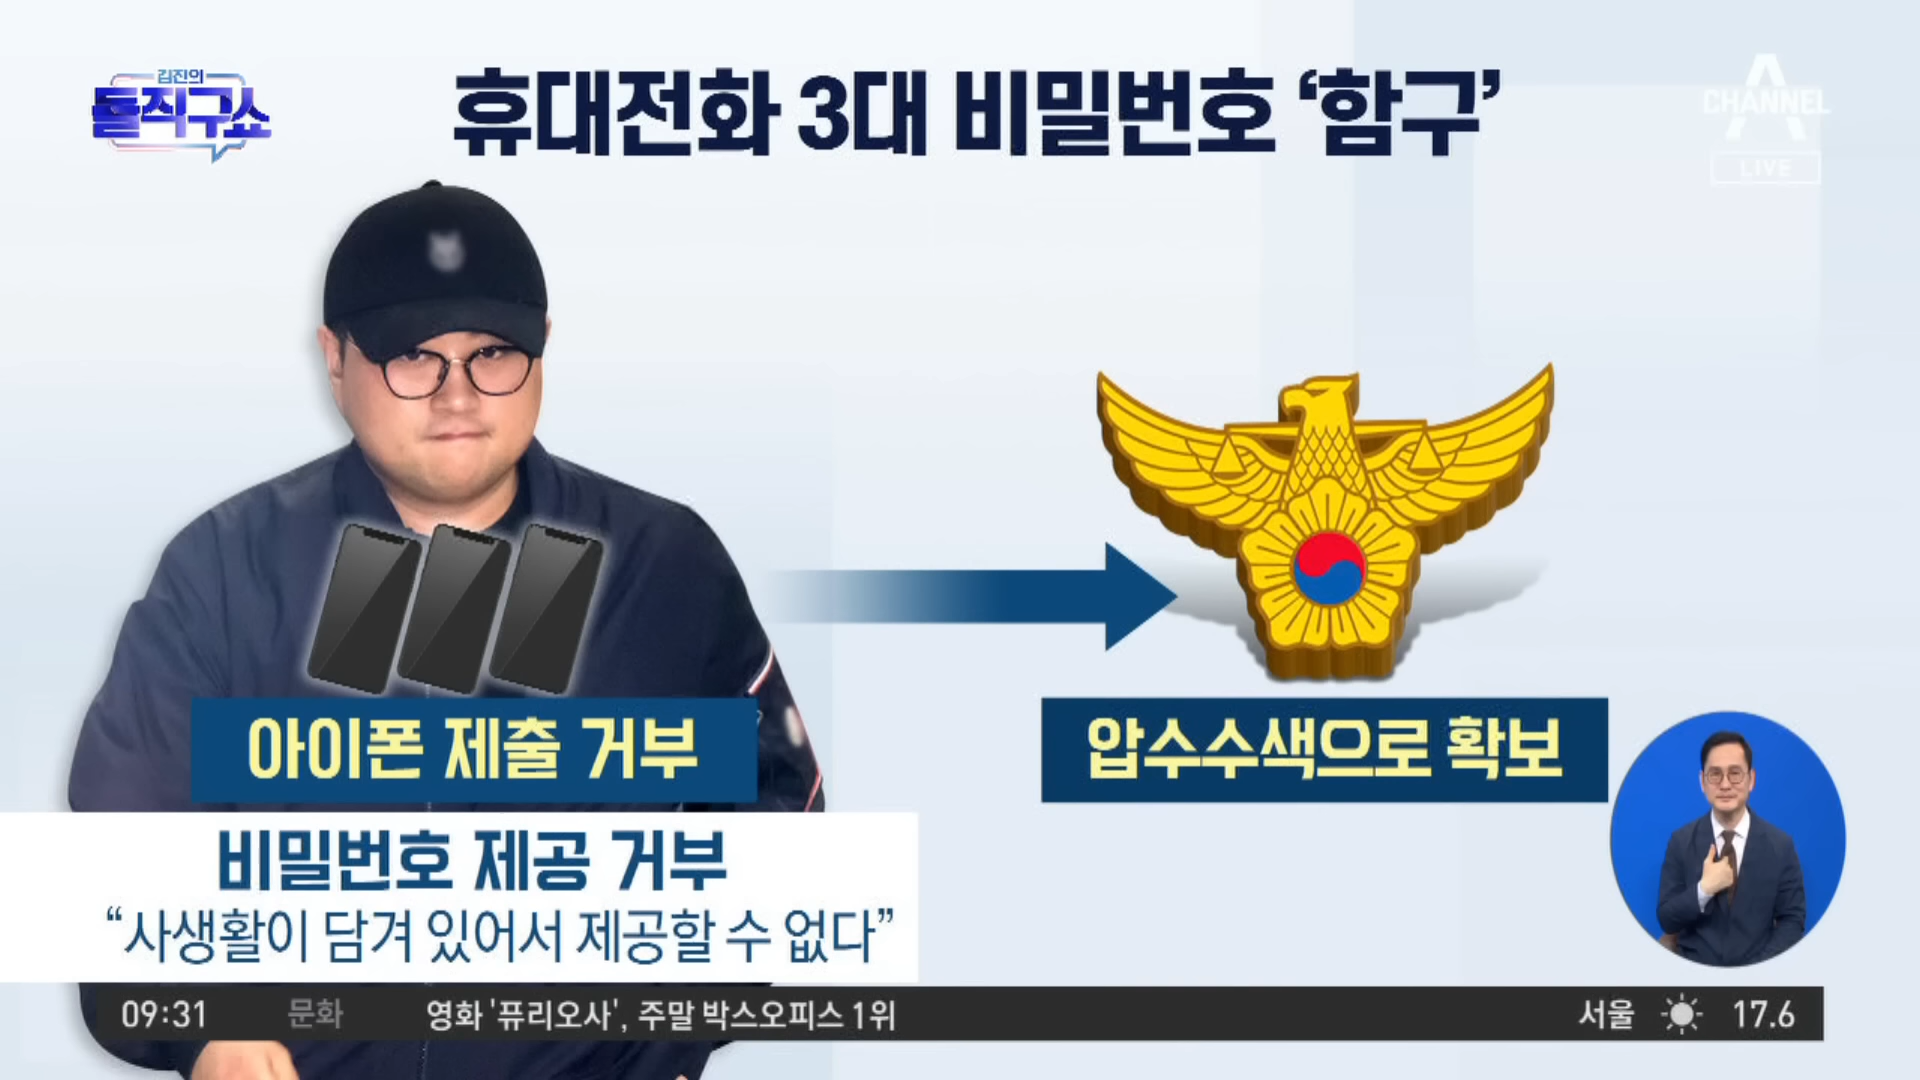 김진의
돌직구쇼
휴대전화 3대 비밀번호 ‘함구’
CHANNEL A
LIVE
아이폰 제출 거부
압수수색으로 확보
비밀번호 제공 거부
“사생활이 담겨 있어서 제공할 수 없다”
09:31 문화 영화 '퓨리오사', 주말 박스오피스 1위 서울 17.6